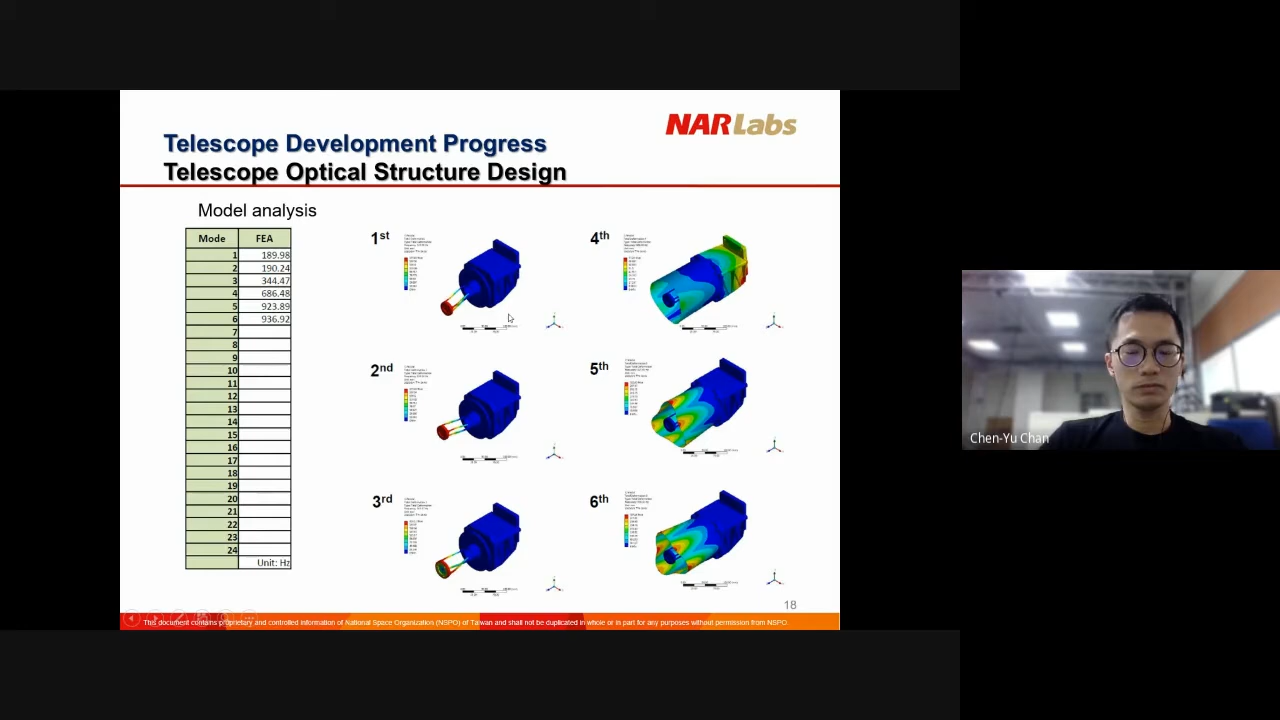 NARLabs
Telescope Development Progress
Telescope Optical Structure Design
Model analysis
Mode FEA
1 189.98
2 190.24
3 344.47
4 686.48
5 923.89
6 936.92
7
8
9
10
11
12
13
14
15
16
17
18
19
20
21
22
23
24
Unit: Hz
1st
2nd
3rd
4th
5th
6th
18
This document contains proprietary and controlled information of National Space Organization (NSPO) of Taiwan and shall not be duplicated in whole or in part for any purposes without permission from NSPO.
Chen-Yu Chan